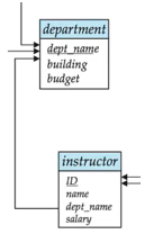 department
dept_name
building
budget
instructor
ID
name
dept_name
salary